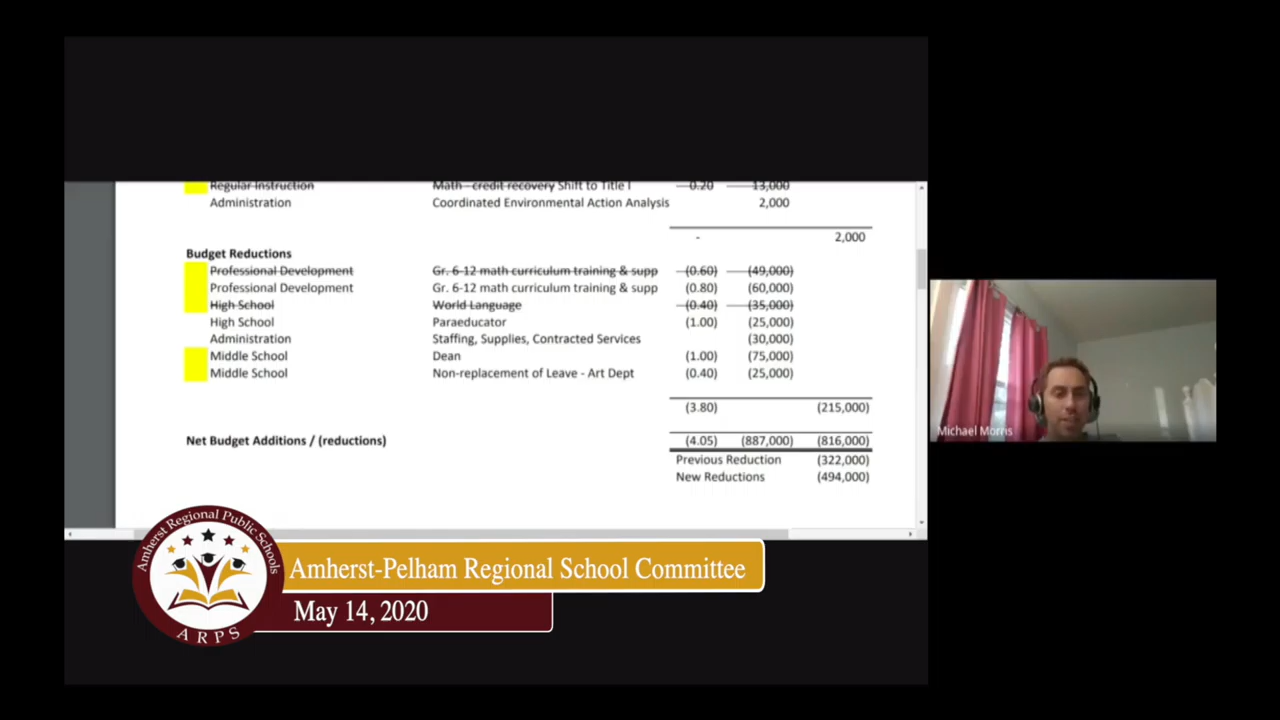 Regular Instruction Math - credit recovery Shift to Title I 0.20 13,000
Administration Coordinated Environmental Action Analysis 2,000
- 2,000
Budget Reductions
Professional Development Gr. 6-12 math curriculum training & supp (0.60) (49,000)
Professional Development Gr. 6-12 math curriculum training & supp (0.80) (60,000)
High School World Language (0.40) (35,000)
High School Paraeducator (1.00) (25,000)
Administration Staffing, Supplies, Contracted Services (30,000)
Middle School Dean (1.00) (75,000)
Middle School Non-replacement of Leave - Art Dept (0.40) (25,000)
(3.80) (215,000)
Net Budget Additions / (reductions) (4.05) (887,000) (816,000)
Previous Reduction (322,000)
New Reductions (494,000)
Michael Morris
Amherst Regional Public Schools
ARPS
Amherst-Pelham Regional School Committee
May 14, 2020